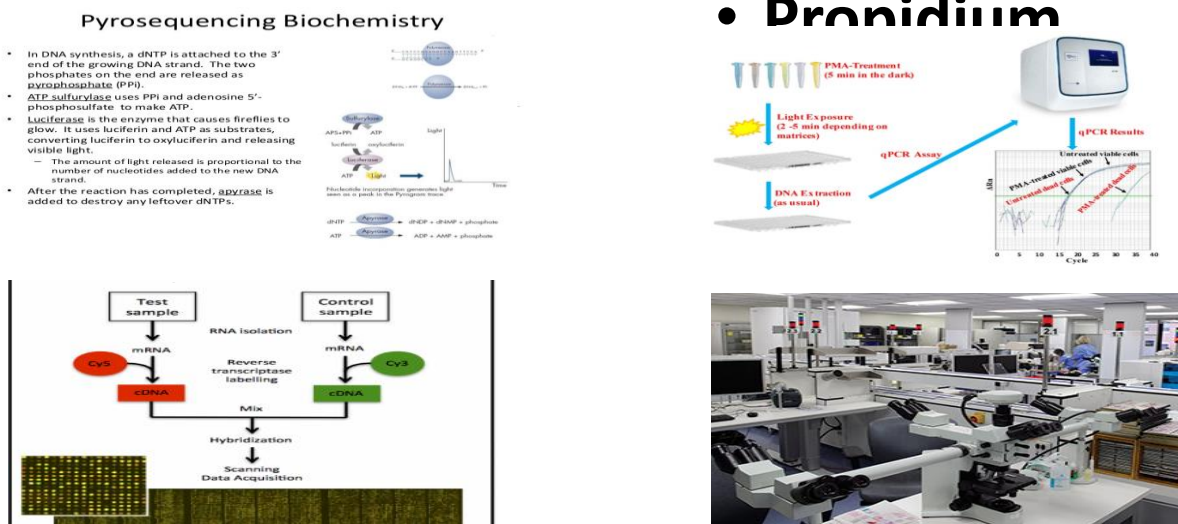 Pyrosequencing Biochemistry
• In DNA synthesis, a dNTP is attached to the 3'
end of the growing DNA strand. The two
phosphates on the end are released as
pyrophosphate (PPi).
• ATP sulfurylase uses PPi and adenosine 5'-
phosphosulfate to make ATP.
• Luciferase is the enzyme that causes fireflies to
glow. It uses luciferin and ATP as substrates,
converting luciferin to oxyluciferin and releasing
visible light.
– The amount of light released is proportional to the
number of nucleotides added to the new DNA
strand.
• After the reaction has completed, apyrase is
added to destroy any leftover dNTPs.
Polymerase
Sulfurylase
APS+PPi ATP
luciferin oxyluciferin
Luciferase
ATP Light
Light
Time
Nucleotide incorporation generates light
seen as a peak in the Pyrogram trace.
dNTP Apyrase dNDP + dNMP + phosphate
ATP Apyrase ADP + AMP + phosphate
• Propidium
PMA-Treatment
(5 min in the dark)
Light Exposure
(2 -5 min depending on
matrices)
DNA Extraction
(as usual)
qPCR Assay
qPCR Results
Untreated viable cells
PMA-treated viable cells
Untreated dead cells
PMA-treated dead cells
ΔRn
0 5 10 15 20 25 30 35 40
Cycle
Test
sample
Control
sample
RNA isolation
mRNA
mRNA
Cy5
Reverse
transcriptase
labelling
Cy3
cDNA
cDNA
Mix
Hybridization
Scanning
Data Acquisition
2.1
1.1